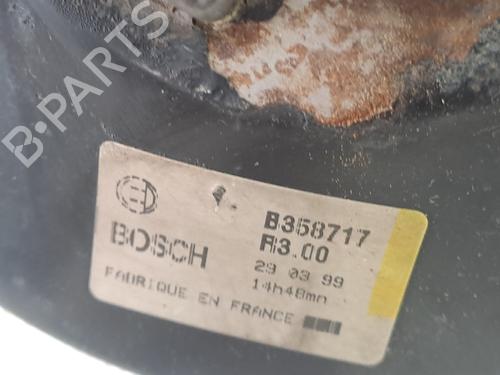 B-PARTS
B358717
BOSCH
R3.00
29 03 99
14h48mn
FABRIQUE EN FRANCE